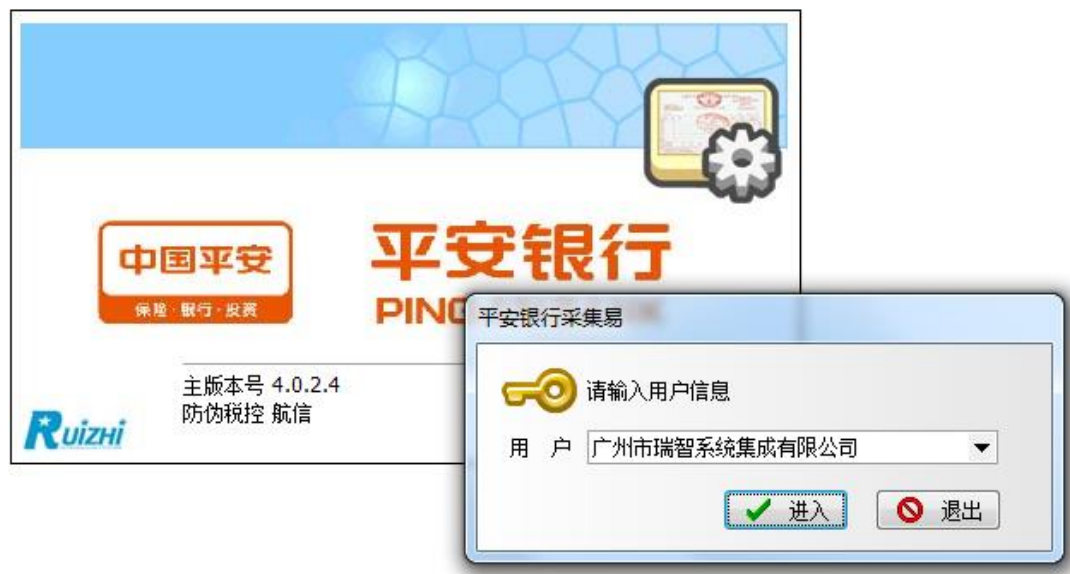 中国平安
保险·银行·投资
平安银行
PING
主版本号 4.0.2.4
防伪税控 航信
Ruizhi
平安银行采集易
请输入用户信息
用 户 广州市瑞智系统集成有限公司
进入 退出